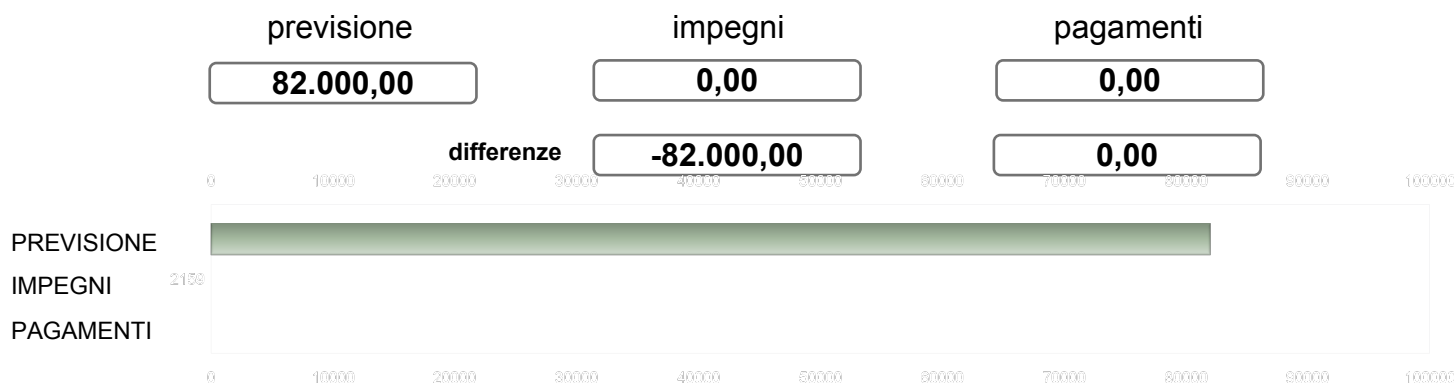 previsione impegni pagamenti
82.000,00 0,00 0,00
differenze -82.000,00 0,00
0 10000 20000 30000 40000 50000 60000 70000 80000 90000 100000
PREVISIONE
2159
IMPEGNI
PAGAMENTI
0 10000 20000 30000 40000 50000 60000 70000 80000 90000 100000